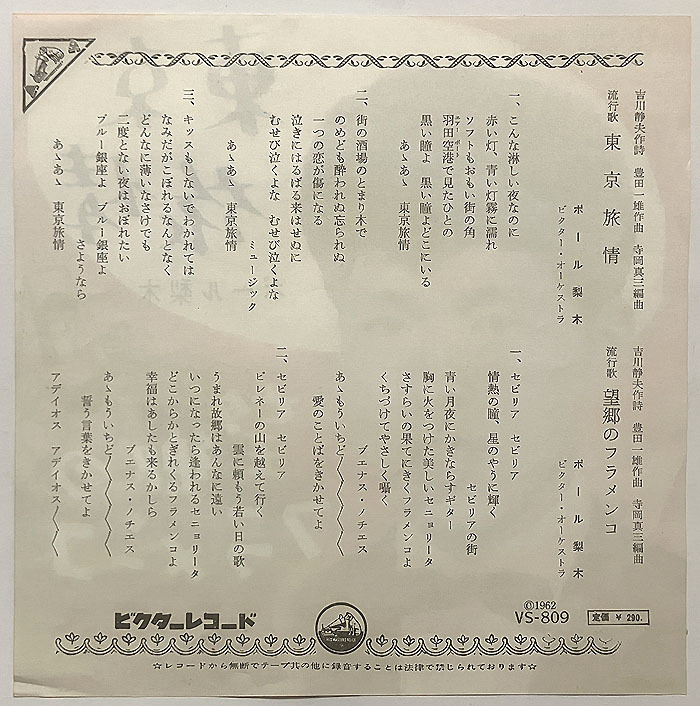 吉川静夫作詩 豊田一雄作曲 寺岡真三編曲
流行歌 東京旅情
ポール梨木
ビクター・オーケストラ
一、こんな淋しい夜なのに
赤い灯、青い灯霧に濡れ
ソフトもおもい街の角
羽田空港で見たひとの
エアーポート
黒い瞳よ 黒い瞳よどこにいる
あゝあゝ 東京旅情
二、街の酒場のとまり木で
のめども酔われぬ忘られぬ
一つの恋が傷になる
泣きにはるばる来はせぬに
むせび泣くよな むせび泣くよな
ミュージック
あゝあゝ 東京旅情
三、キッスもしないでわかれては
なみだがこぼれるなんとなく
どんなに薄いなさけでも
二度とない夜はおぼれたい
ブルー銀座よ ブルー銀座よ
さようなら
あゝあゝ 東京旅情
吉川静夫作詩 豊田一雄作曲 寺岡真三編曲
流行歌 望郷のフラメンコ
ポール梨木
ビクター・オーケストラ
一、セビリア セビリア
情熱の瞳、星のやうに輝く
セビリアの街
青い月夜にかきならすギター
胸に火をつけた美しいセニョリータ
さすらいの果てにきくフラメンコよ
くちづけてやさしく囁く
ブエナス・ノチエス
あゝもういちど〱〱
愛のことばをきかせてよ
二、セビリア セビリア
ピレネーの山を越えて行く
雲に頼もう若い日の歌
うまれ故郷はあんなに遠い
いつになったら逢われるセニョリータ
どこからかとぎれくるフラメンコよ
幸福はあしたも来るかしら
ブエナス・ノチエス
あゝもういちど〱〱
誓う言葉をきかせてよ
アデイオス アデイオス〱〱
ビクターレコード
©1962
VS-809
定価 ¥ 290.
☆レコードから無断でテープ其の他に録音することは法律で禁じられております☆